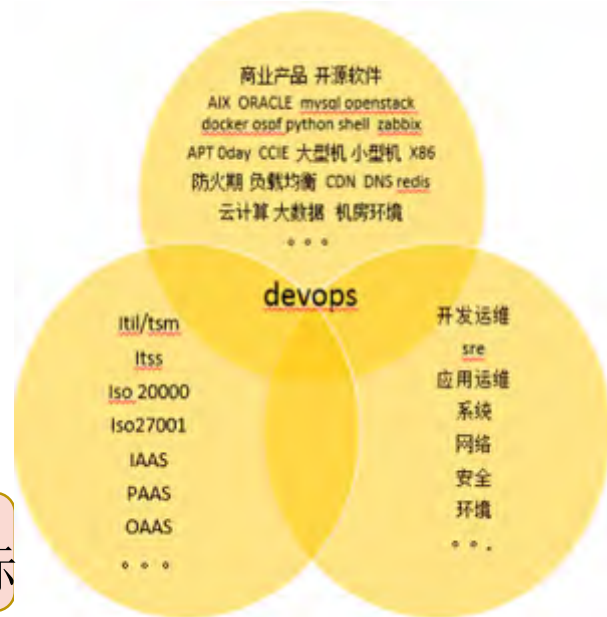 商业产品 开源软件
AIX ORACLE mysql openstack
docker ospf python shell zabbix
APT 0day CCIE 大型机 小型机 X86
防火期 负载均衡 CDN DNS redis
云计算 大数据 机房环境
。。。
devops
Itil/tsm
Itss
Iso 20000
Iso27001
IAAS
PAAS
OAAS
。。。
开发运维
sre
应用运维
系统
网络
安全
环境
。。.
示